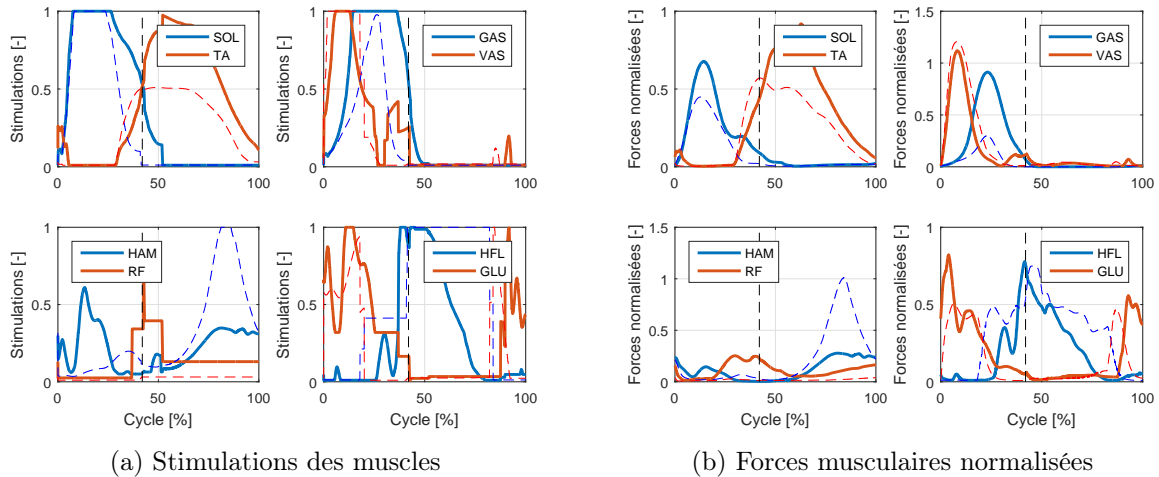 Stimulations [-]
1
0.5
0
0
50
100
SOL
TA
Stimulations [-]
1
0.5
0
0
50
100
GAS
VAS
Forces normalisées [-]
1
0.5
0
0
50
100
SOL
TA
Forces normalisées [-]
1.5
1
0.5
0
0
50
100
GAS
VAS
Stimulations [-]
1
0.5
0
0
50
100
Cycle [%]
HAM
RF
Stimulations [-]
1
0.5
0
0
50
100
Cycle [%]
HFL
GLU
Forces normalisées [-]
1.5
1
0.5
0
0
50
100
Cycle [%]
HAM
RF
Forces normalisées [-]
1
0.5
0
0
50
100
Cycle [%]
HFL
GLU
(a) Stimulations des muscles
(b) Forces musculaires normalisées